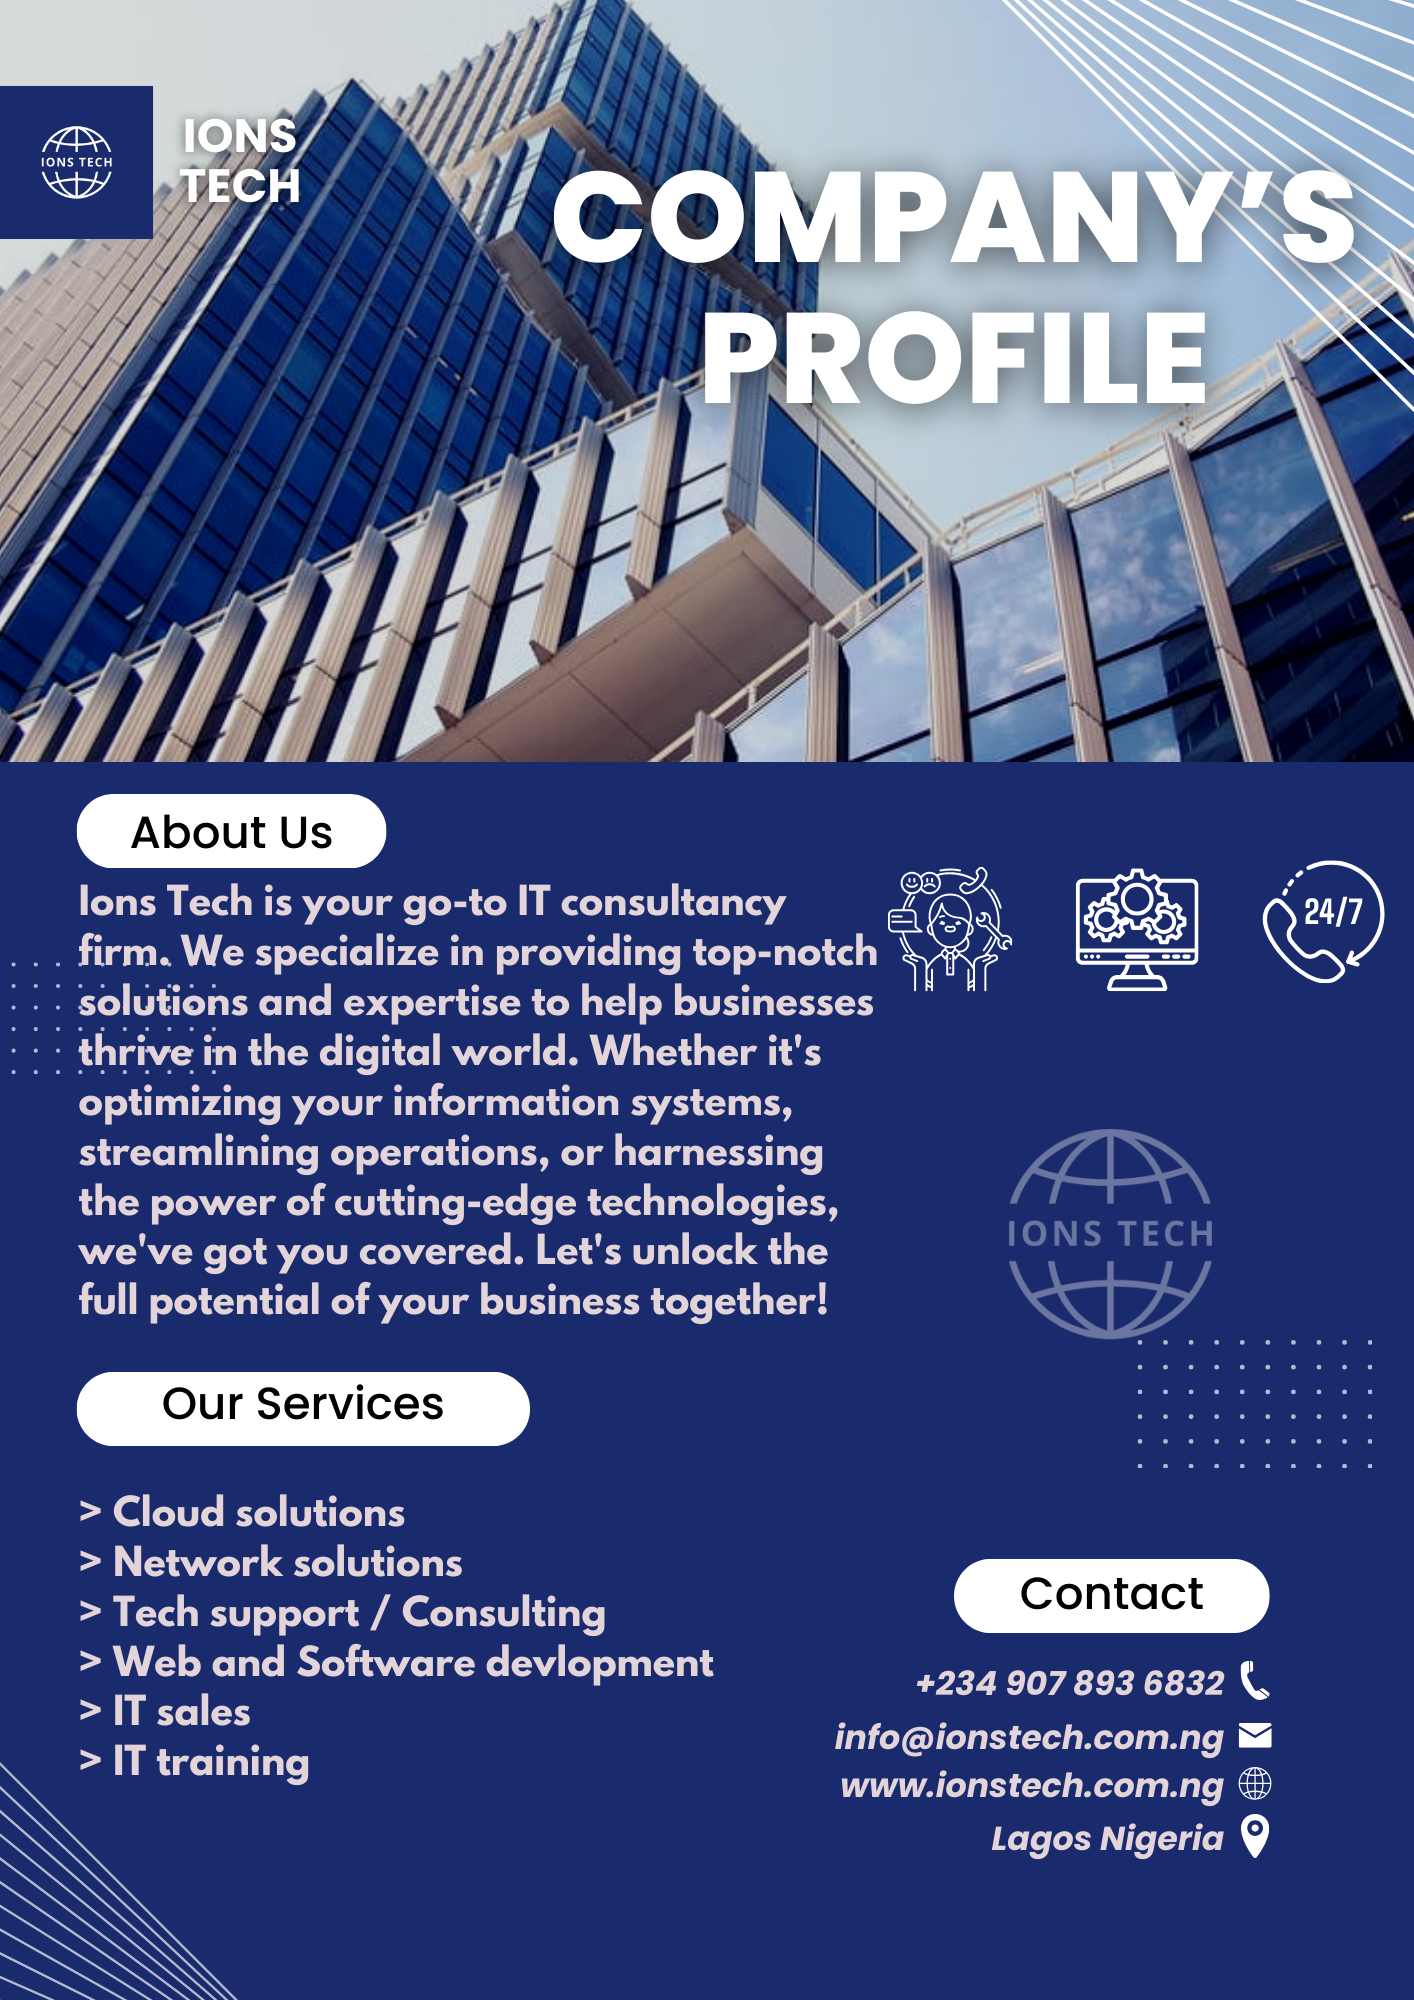 IONS TECH
IONS
TECH
COMPANY’S
PROFILE
About Us
Ions Tech is your go-to IT consultancy
firm. We specialize in providing top-notch
solutions and expertise to help businesses
thrive in the digital world. Whether it's
optimizing your information systems,
streamlining operations, or harnessing
the power of cutting-edge technologies,
we've got you covered. Let's unlock the
full potential of your business together!
24/7
IONS TECH
Our Services
> Cloud solutions
> Network solutions
> Tech support / Consulting
> Web and Software devlopment
> IT sales
> IT training
Contact
+234 907 893 6832
info@ionstech.com.ng
www.ionstech.com.ng
Lagos Nigeria